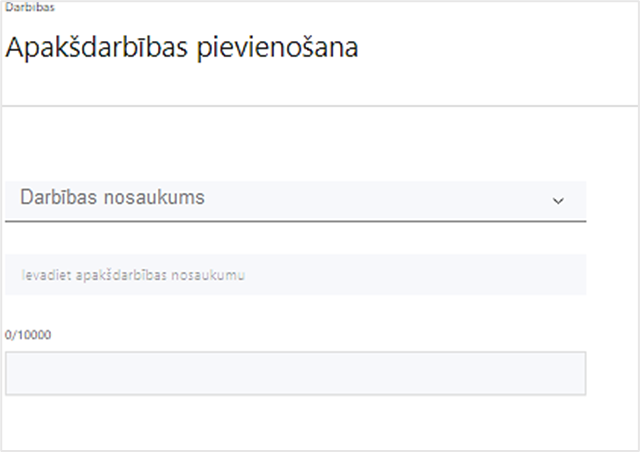 Darbības
Apakšdarbības pievienošana
Darbības nosaukums
Ievadiet apakšdarbības nosaukumu
0/10000